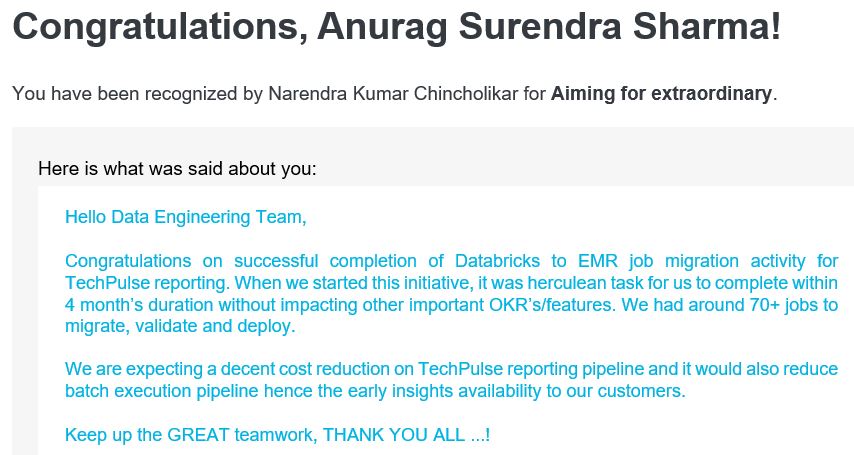 Congratulations, Anurag Surendra Sharma!
You have been recognized by Narendra Kumar Chincholikar for Aiming for extraordinary.
Here is what was said about you:
Hello Data Engineering Team,
Congratulations on successful completion of Databricks to EMR job migration activity for
TechPulse reporting. When we started this initiative, it was herculean task for us to complete within
4 month's duration without impacting other important OKR's/features. We had around 70+ jobs to
migrate, validate and deploy.
We are expecting a decent cost reduction on TechPulse reporting pipeline and it would also reduce
batch execution pipeline hence the early insights availability to our customers.
Keep up the GREAT teamwork, THANK YOU ALL ...!